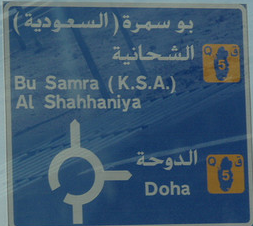 بو سمرة (السعودية)
الشحانية
Q 5 ق
Bu Samra (K.S.A.)
Al Shahhaniya
الدوحة
Q 5 ق
Doha